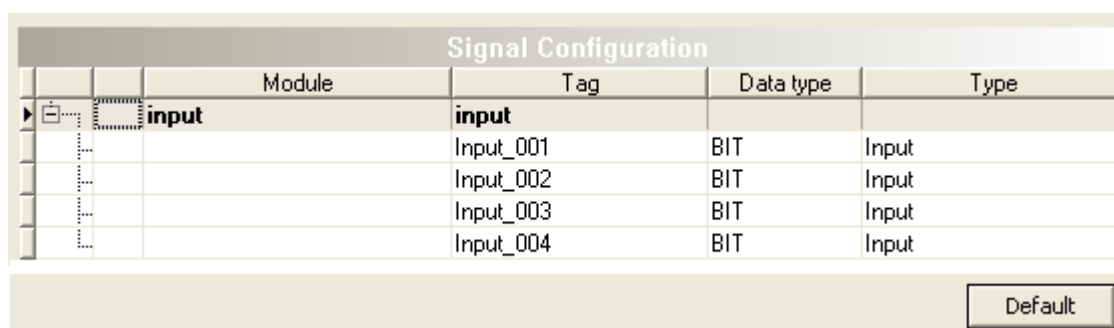 Signal Configuration
Module Tag Data type Type
input input
Input_001 BIT Input
Input_002 BIT Input
Input_003 BIT Input
Input_004 BIT Input
Default